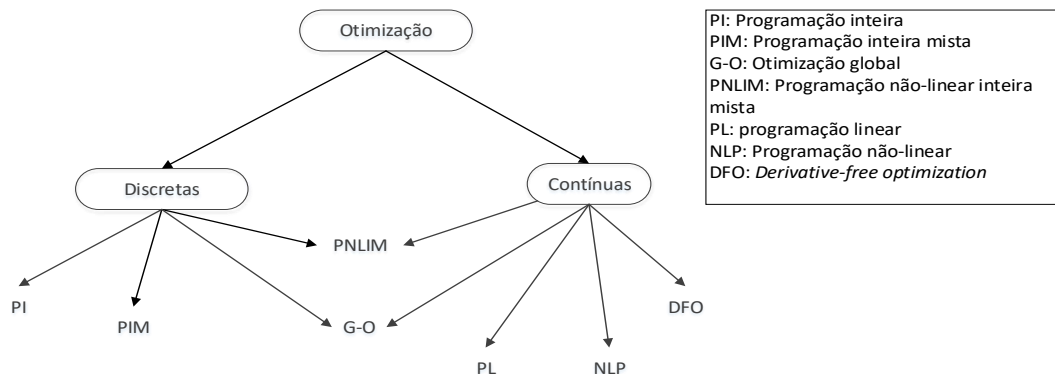 Otimização
Discretas
Contínuas
PNLIM
PI
PIM
G-O
DFO
PL
NLP
PI: Programação inteira
PIM: Programação inteira mista
G-O: Otimização global
PNLIM: Programação não-linear inteira
mista
PL: programação linear
NLP: Programação não-linear
DFO: Derivative-free optimization